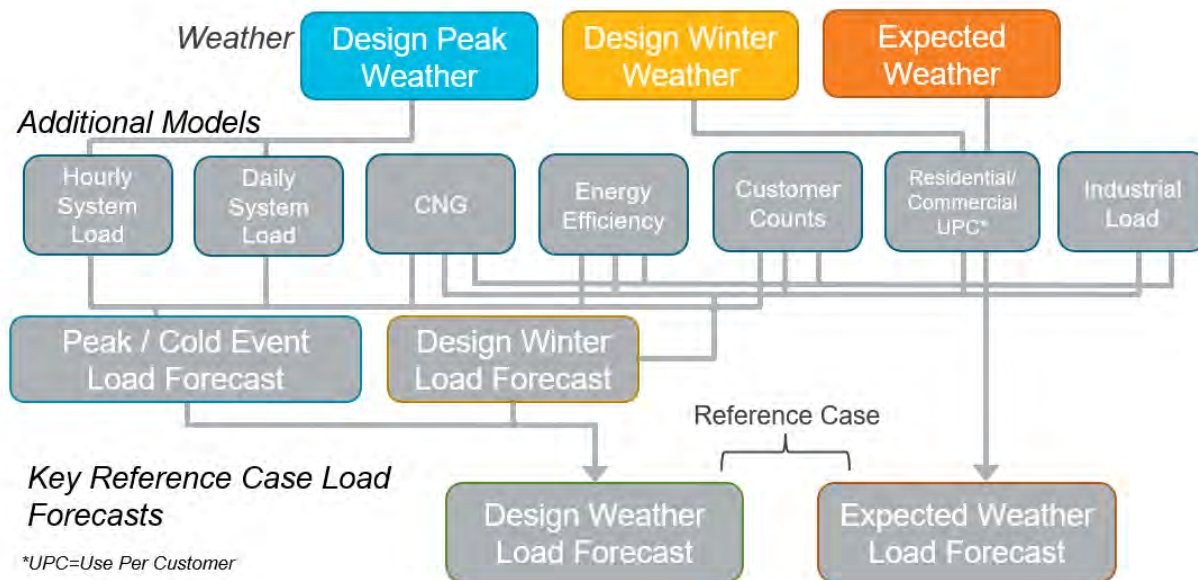 Weather
Design Peak
Weather
Design Winter
Weather
Expected
Weather
Additional Models
Hourly
System
Load
Daily
System
Load
CNG
Energy
Efficiency
Customer
Counts
Residential/
Commercial
UPC*
Industrial
Load
Peak / Cold Event
Load Forecast
Design Winter
Load Forecast
Reference Case
Key Reference Case Load
Forecasts
Design Weather
Load Forecast
Expected Weather
Load Forecast
*UPC=Use Per Customer